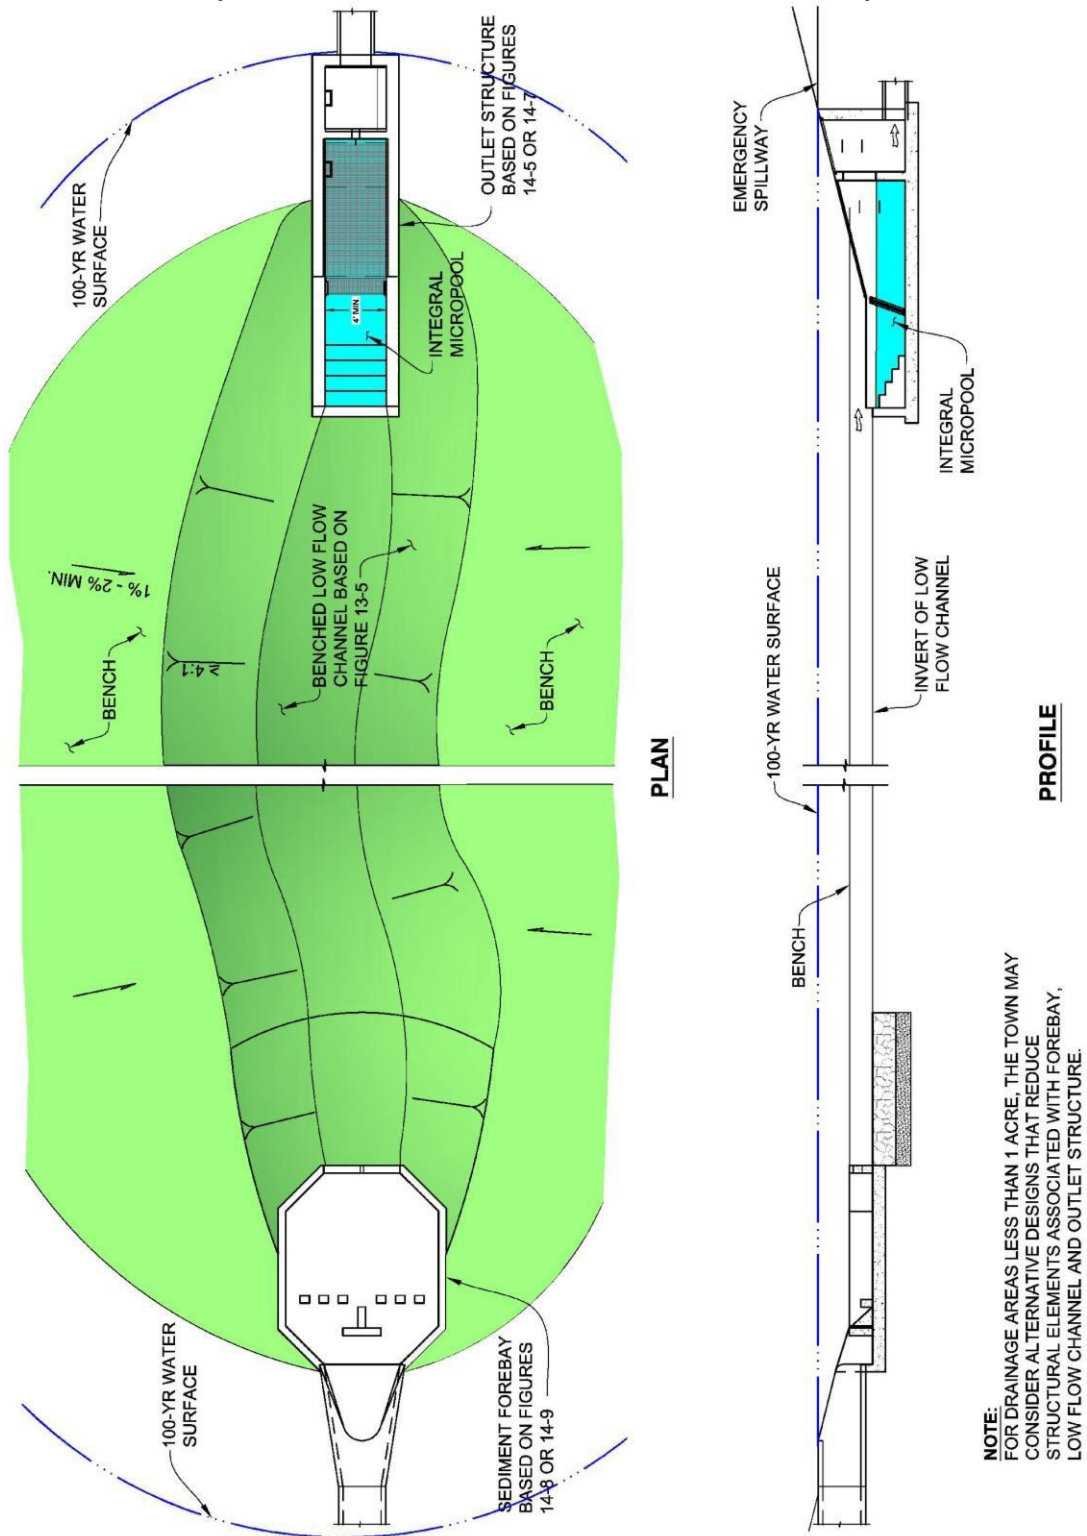 100-YR WATER
SURFACE
1% - 2% MIN.
BENCH
100-YR WATER
SURFACE
≥4:1
BENCHED LOW FLOW
CHANNEL BASED ON
FIGURE 13-5
4' MIN.
INTEGRAL
MICROPOOL
OUTLET STRUCTURE
BASED ON FIGURES
14-5 OR 14-7
SEDIMENT FOREBAY
BASED ON FIGURES
14-8 OR 14-9
BENCH
PLAN
EMERGENCY
SPILLWAY
100-YR WATER SURFACE
BENCH
INVERT OF LOW
FLOW CHANNEL
INTEGRAL
MICROPOOL
PROFILE
NOTE:
FOR DRAINAGE AREAS LESS THAN 1 ACRE, THE TOWN MAY
CONSIDER ALTERNATIVE DESIGNS THAT REDUCE
STRUCTURAL ELEMENTS ASSOCIATED WITH FOREBAY,
LOW FLOW CHANNEL AND OUTLET STRUCTURE.